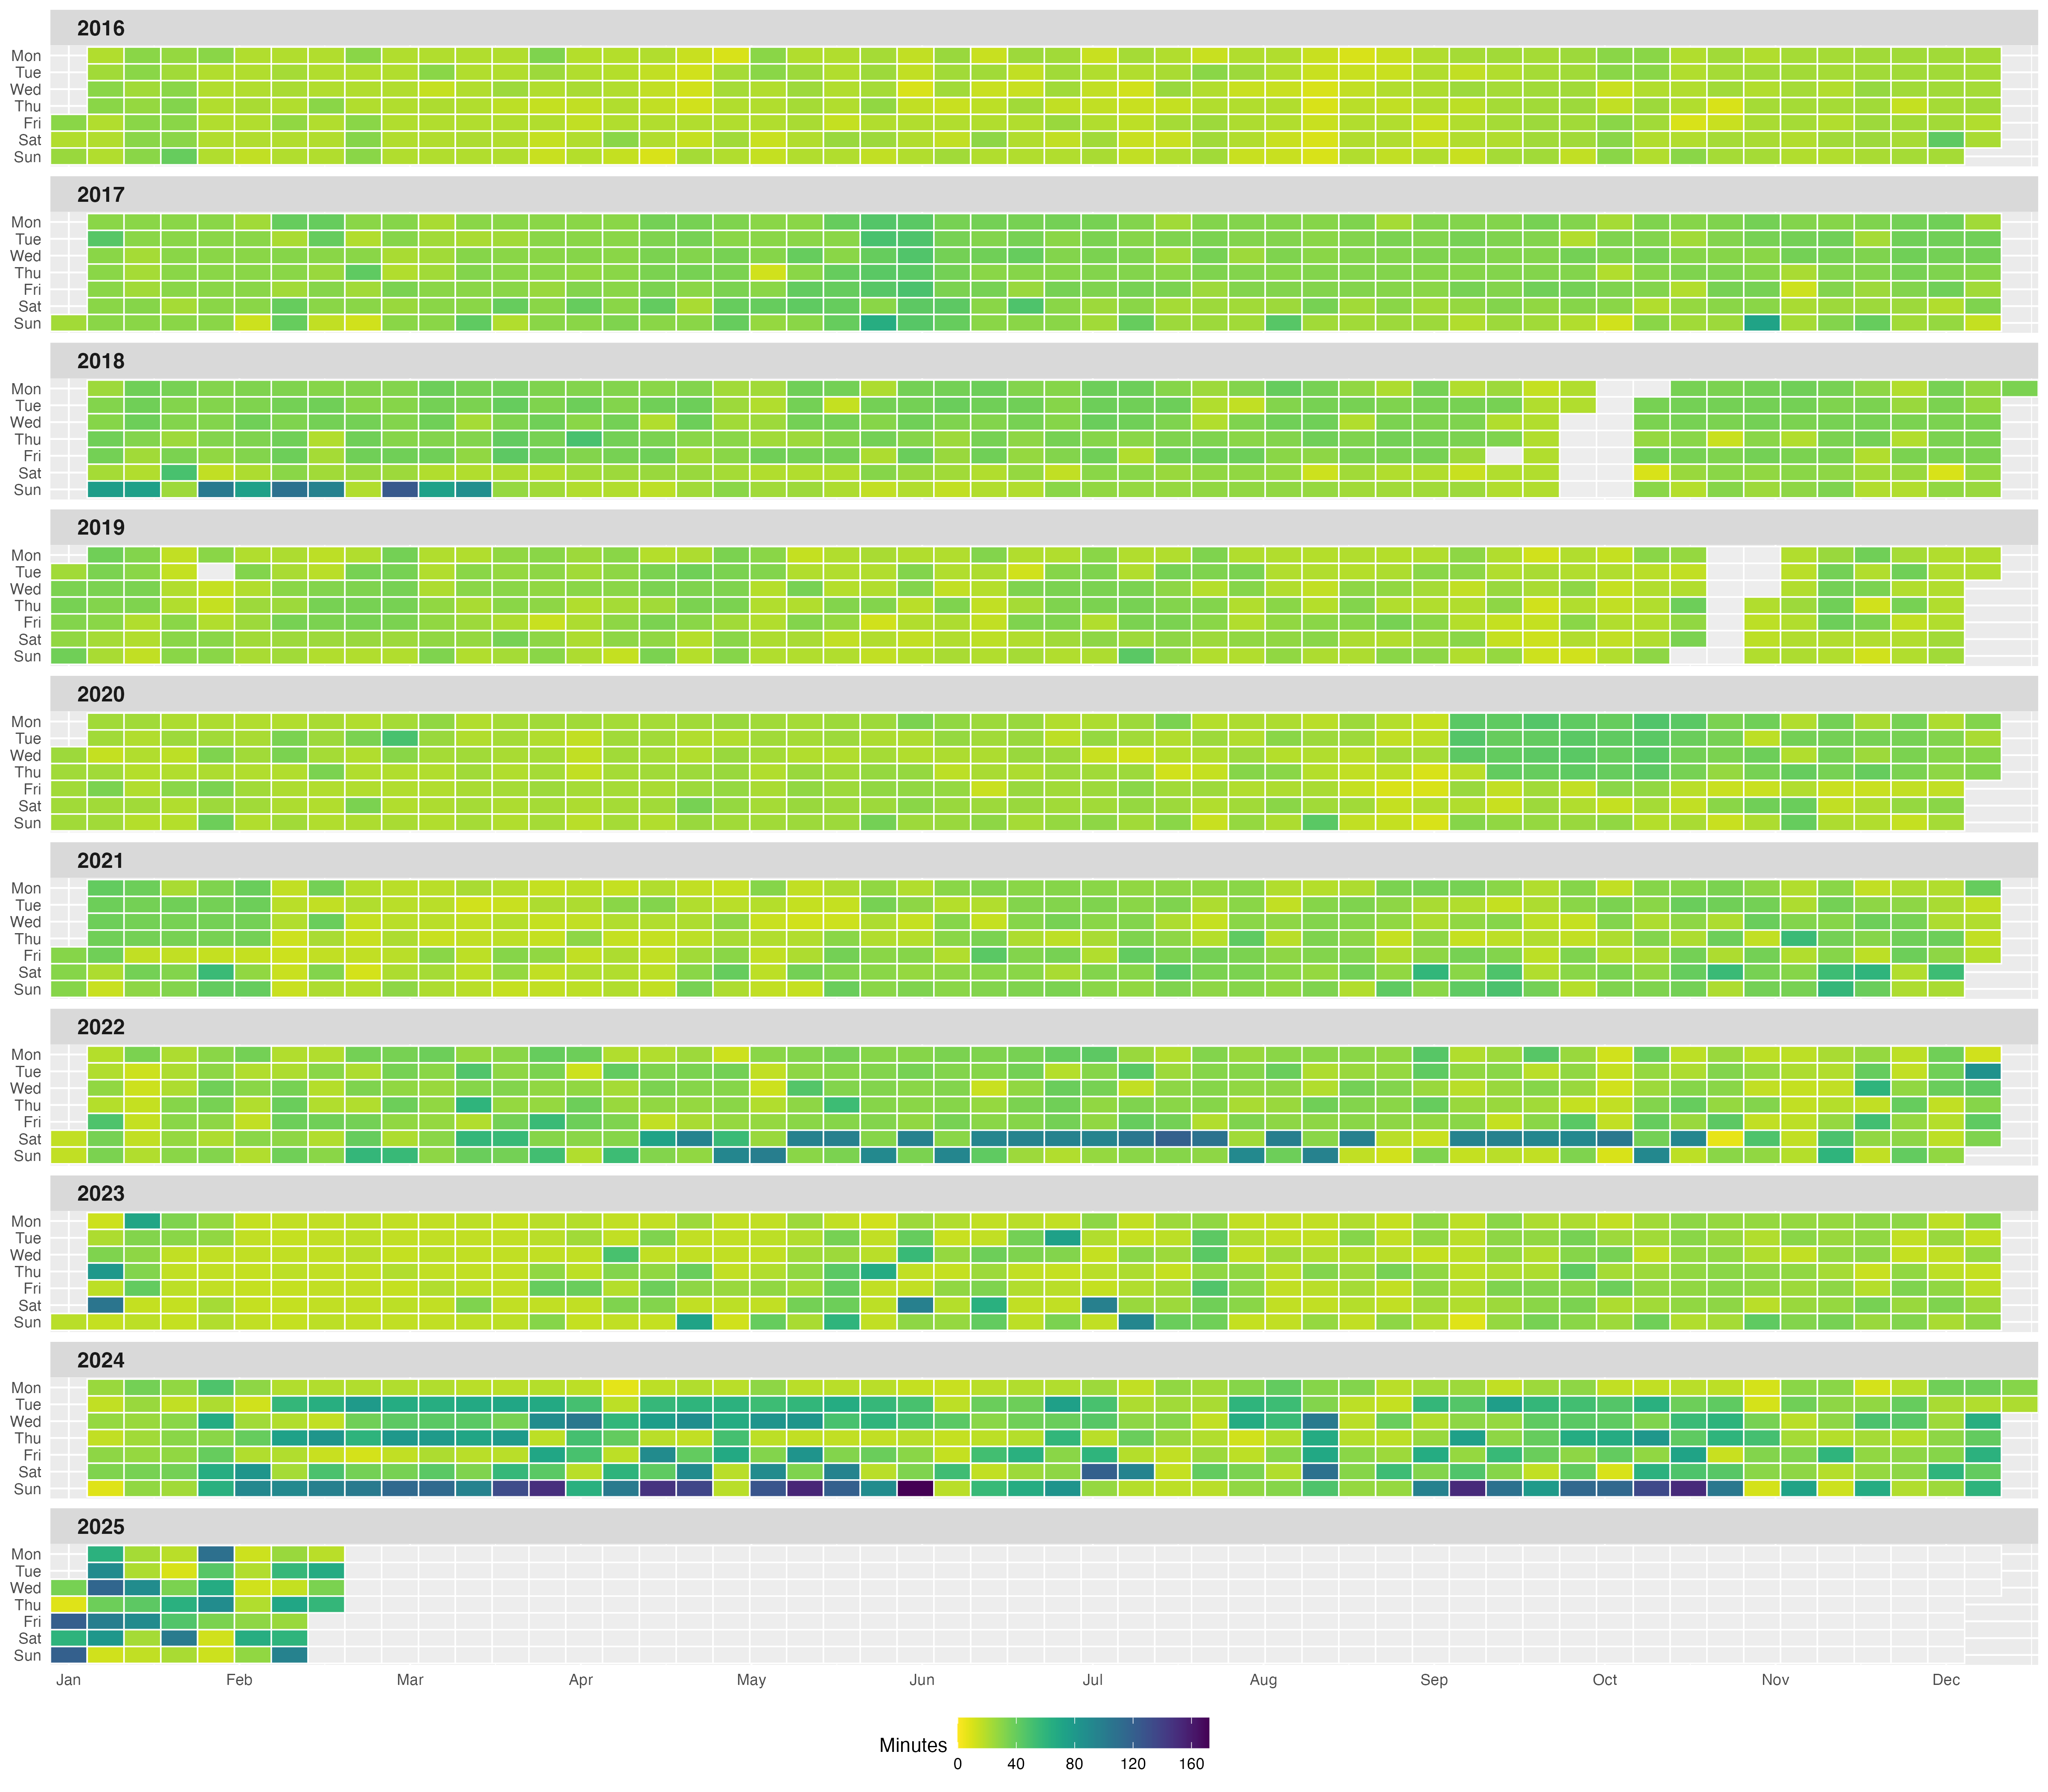 2016
Mon
Tue
Wed
Thu
Fri
Sat
Sun
2017
Mon
Tue
Wed
Thu
Fri
Sat
Sun
2018
Mon
Tue
Wed
Thu
Fri
Sat
Sun
2019
Mon
Tue
Wed
Thu
Fri
Sat
Sun
2020
Mon
Tue
Wed
Thu
Fri
Sat
Sun
2021
Mon
Tue
Wed
Thu
Fri
Sat
Sun
2022
Mon
Tue
Wed
Thu
Fri
Sat
Sun
2023
Mon
Tue
Wed
Thu
Fri
Sat
Sun
2024
Mon
Tue
Wed
Thu
Fri
Sat
Sun
2025
Mon
Tue
Wed
Thu
Fri
Sat
Sun
Jan Feb Mar Apr May Jun Jul Aug Sep Oct Nov Dec
Minutes
0 40 80 120 160